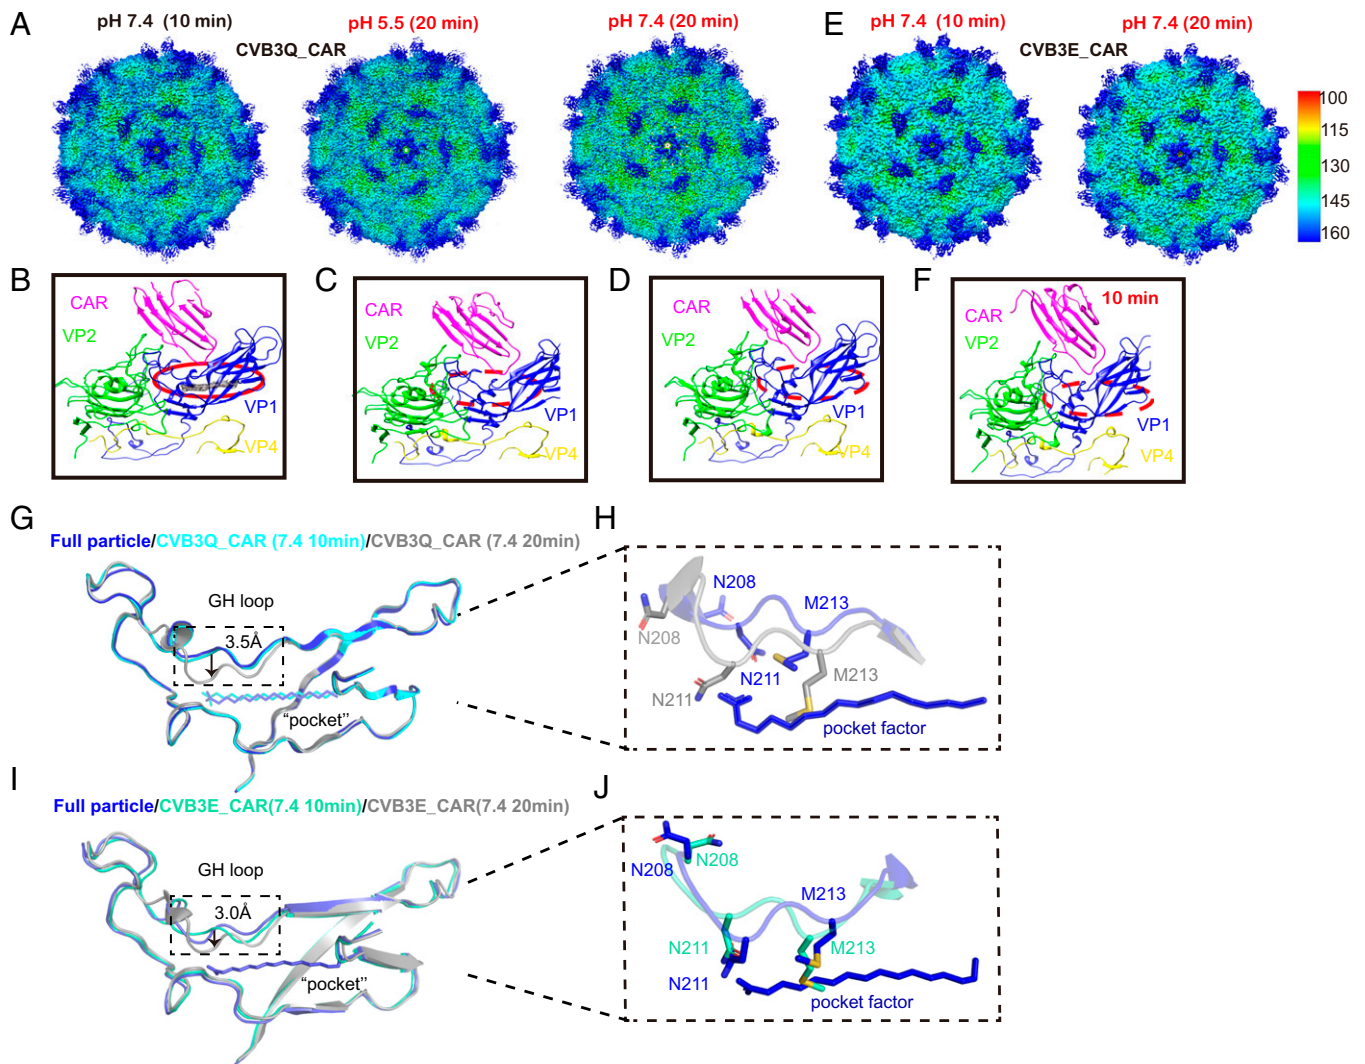 A
pH 7.4 (10 min)
pH 5.5 (20 min)
pH 7.4 (20 min)
CVB3Q_CAR
E
pH 7.4 (10 min)
pH 7.4 (20 min)
CVB3E_CAR
100
115
130
145
160
B
CAR
VP2
VP1
VP4
C
CAR
VP2
VP1
VP4
D
CAR
VP2
VP1
VP4
F
10 min
CAR
VP2
VP1
VP4
G
Full particle/CVB3Q_CAR (7.4 10min)/CVB3Q_CAR (7.4 20min)
GH loop
3.5Å
“pocket’’
H
N208
M213
N208
N211
M213
N211
pocket factor
I
Full particle/CVB3E_CAR(7.4 10min)/CVB3E_CAR(7.4 20min)
GH loop
3.0Å
“pocket’’
J
N208
N208
M213
N211
M213
N211
pocket factor